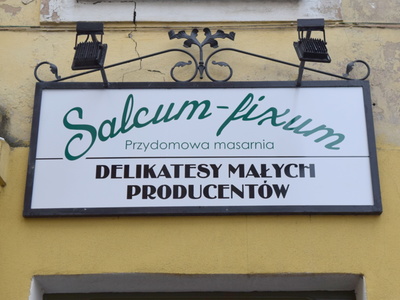 Salcum-fixum
Przydomowa masarnia
DELIKATESY MAŁYCH
PRODUCENTÓW